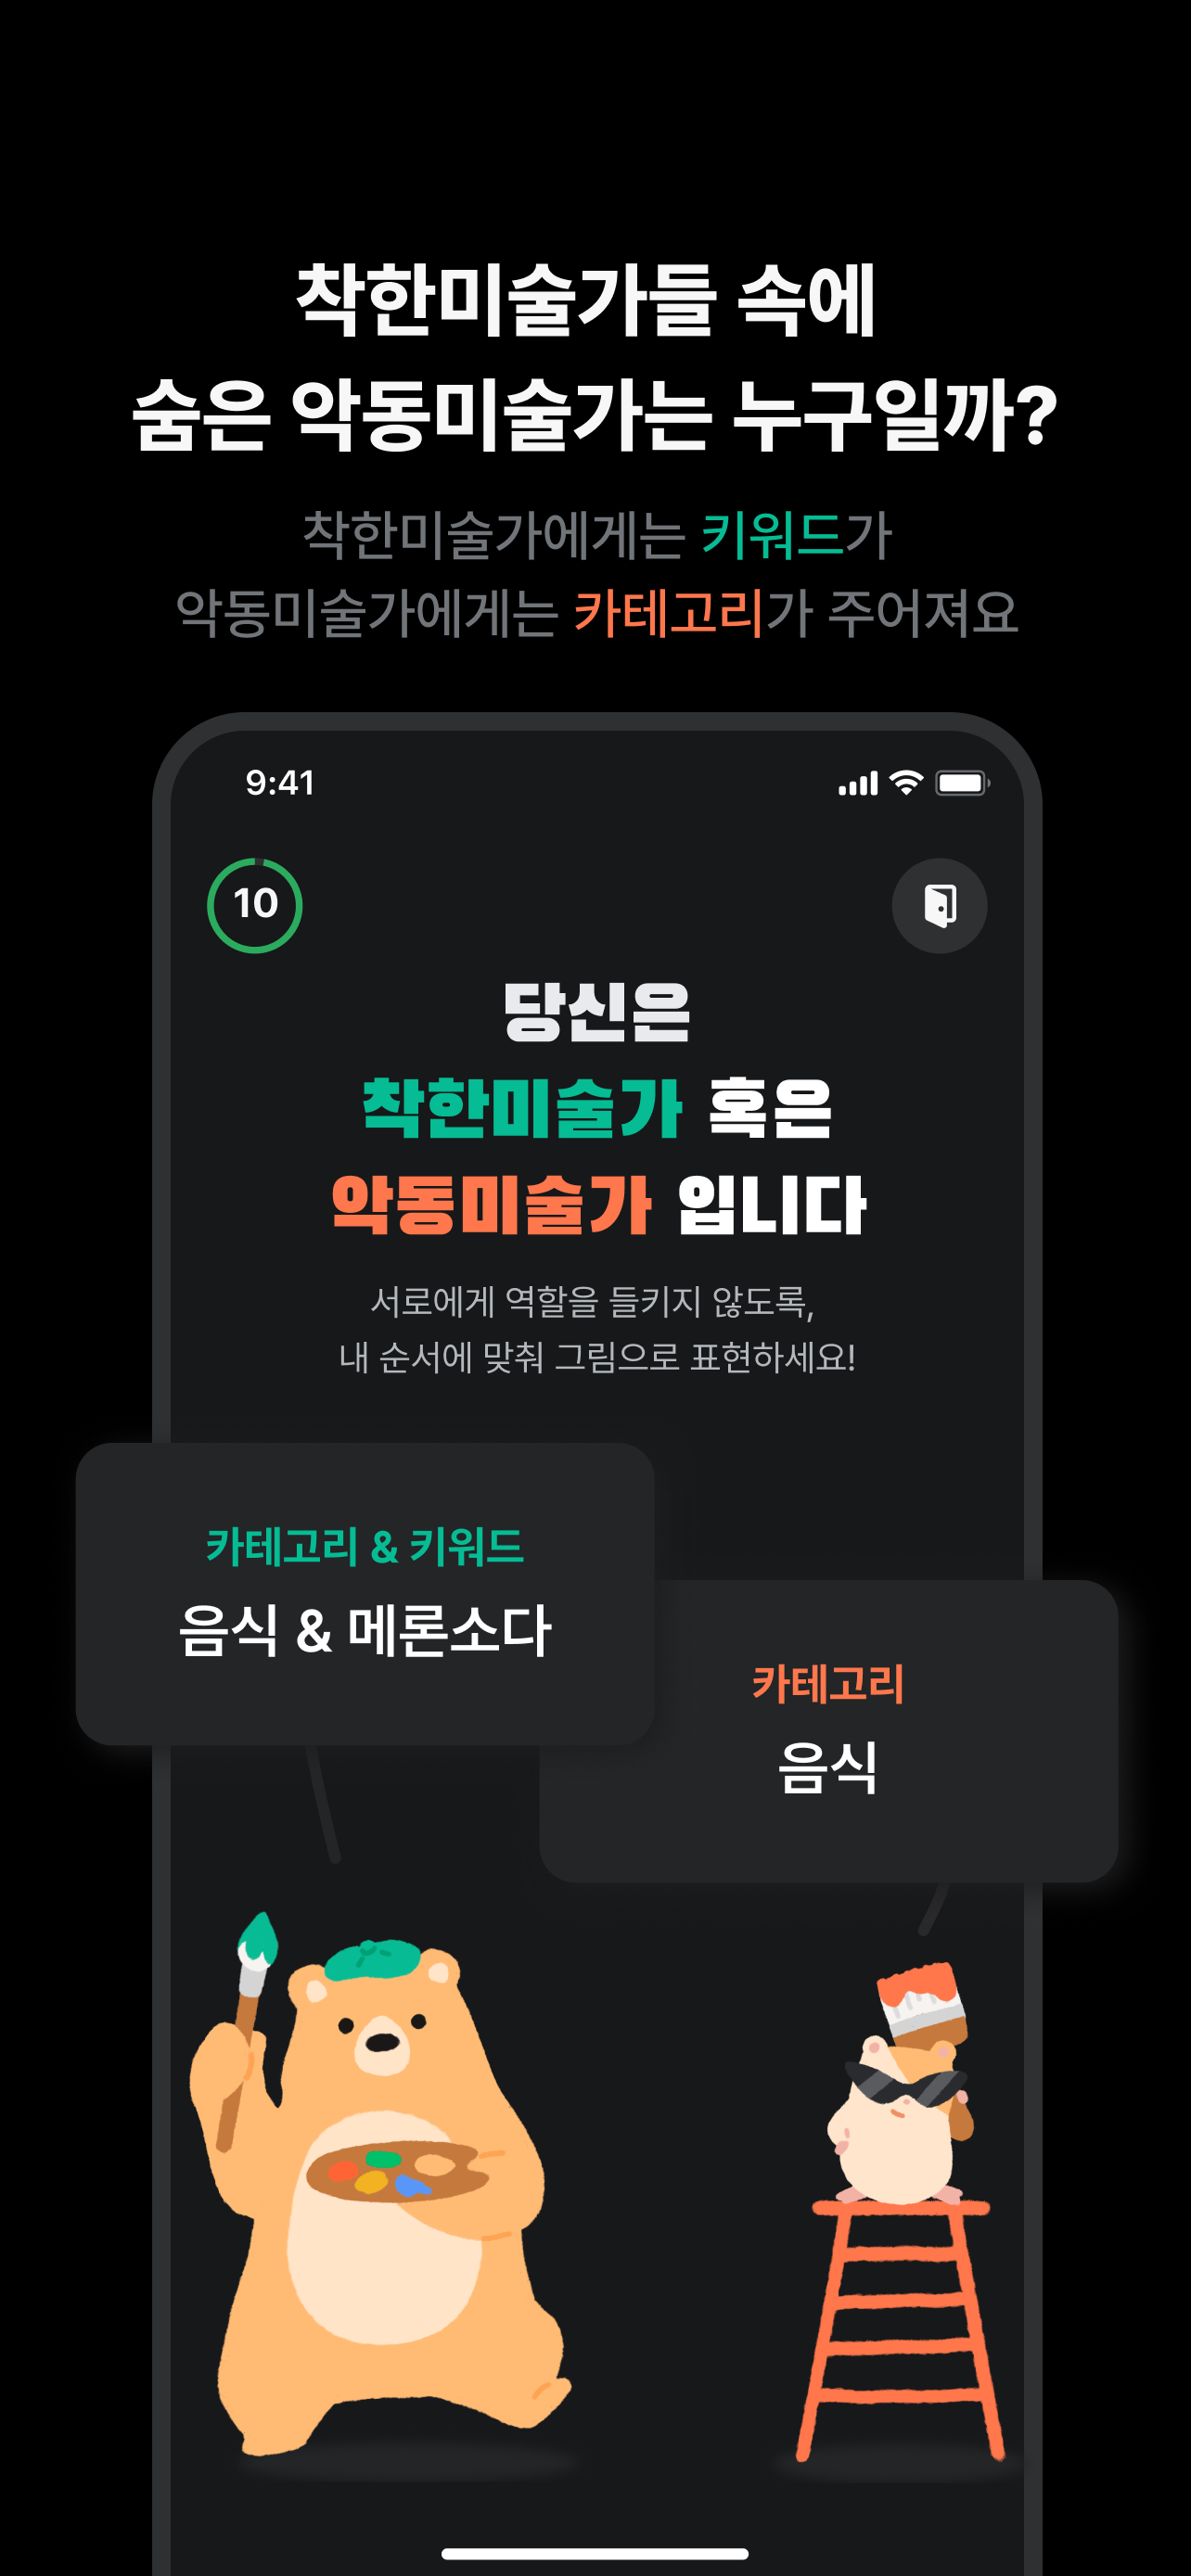 착한미술가들 속에
숨은 악동미술가는 누구일까?
착한미술가에게는 키워드가
악동미술가에게는 카테고리가 주어져요
9:41
10
당신은
착한미술가 혹은
악동미술가 입니다
서로에게 역할을 들키지 않도록,
내 순서에 맞춰 그림으로 표현하세요!
카테고리 & 키워드
음식 & 메론소다
카테고리
음식